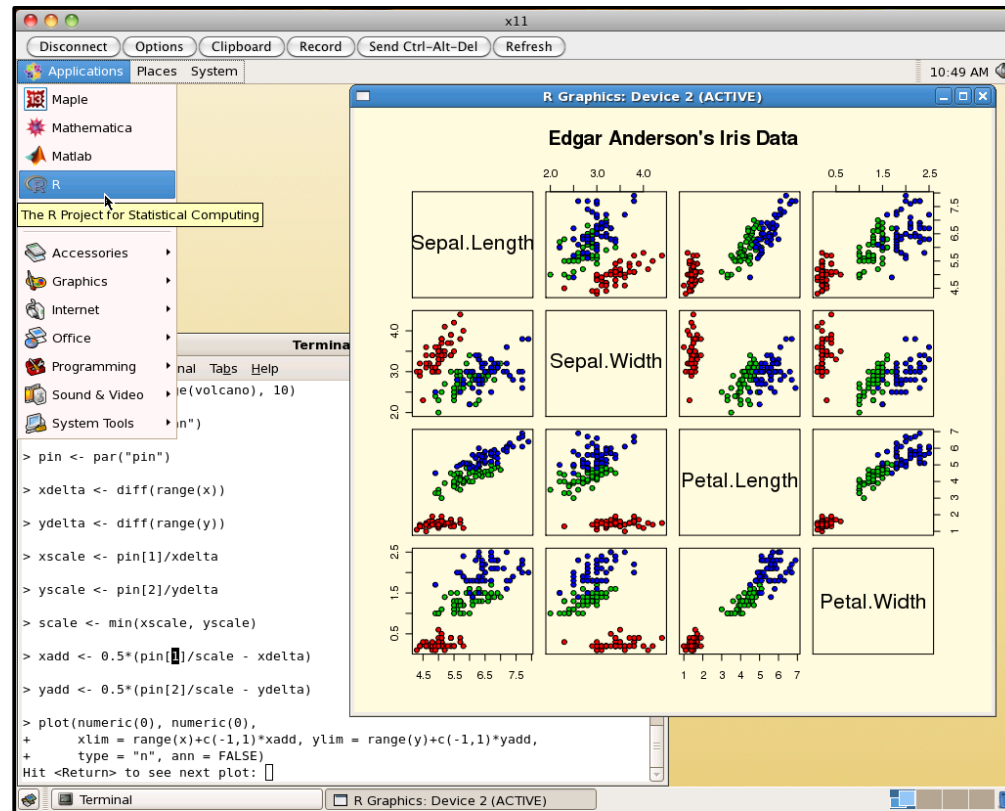 x11
Disconnect Options Clipboard Record Send Ctrl-Alt-Del Refresh
Applications Places System 10:49 AM
Maple
Mathematica
Matlab
R
The R Project for Statistical Computing
Accessories
Graphics
Internet
Office
Programming
Sound & Video
System Tools
R Graphics: Device 2 (ACTIVE)
Edgar Anderson's Iris Data
2.0 3.0 4.0
0.5 1.5 2.5
Sepal.Length
4.5 5.5 6.5 7.5
2.0 3.0 4.0
Sepal.Width
Petal.Length
1 2 3 4 5 6 7
0.5 1.5 2.5
Petal.Width
4.5 5.5 6.5 7.5
1 2 3 4 5 6 7
Termina
nal Tabs Help
ge(volcano), 10)
n")
> pin <- par("pin")
> xdelta <- diff(range(x))
> ydelta <- diff(range(y))
> xscale <- pin[1]/xdelta
> yscale <- pin[2]/ydelta
> scale <- min(xscale, yscale)
> xadd <- 0.5*(pin[1]/scale - xdelta)
> yadd <- 0.5*(pin[2]/scale - ydelta)
> plot(numeric(0), numeric(0),
+ xlim = range(x)+c(-1,1)*xadd, ylim = range(y)+c(-1,1)*yadd,
+ type = "n", ann = FALSE)
Hit <Return> to see next plot:
Terminal R Graphics: Device 2 (ACTIVE)